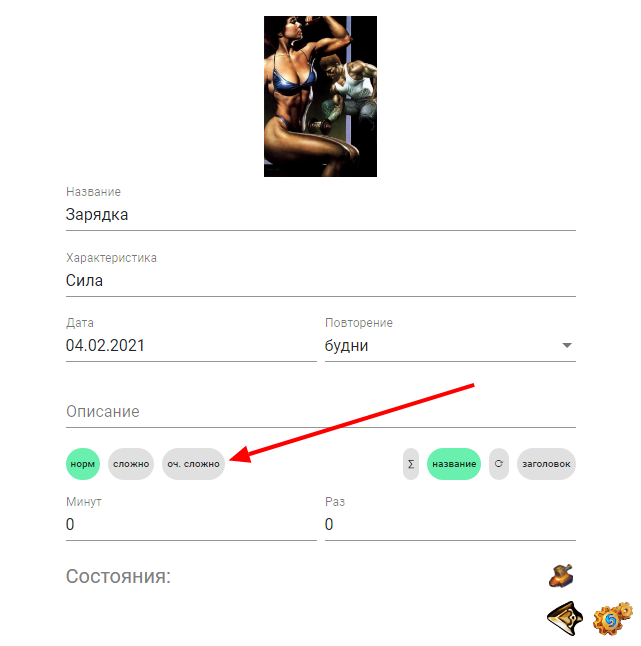 Название
Зарядка
Характеристика
Сила
Дата Повторение
04.02.2021 будни
Описание
норм сложно оч. сложно Σ название заголовок
Минут Раз
0 0
Состояния: